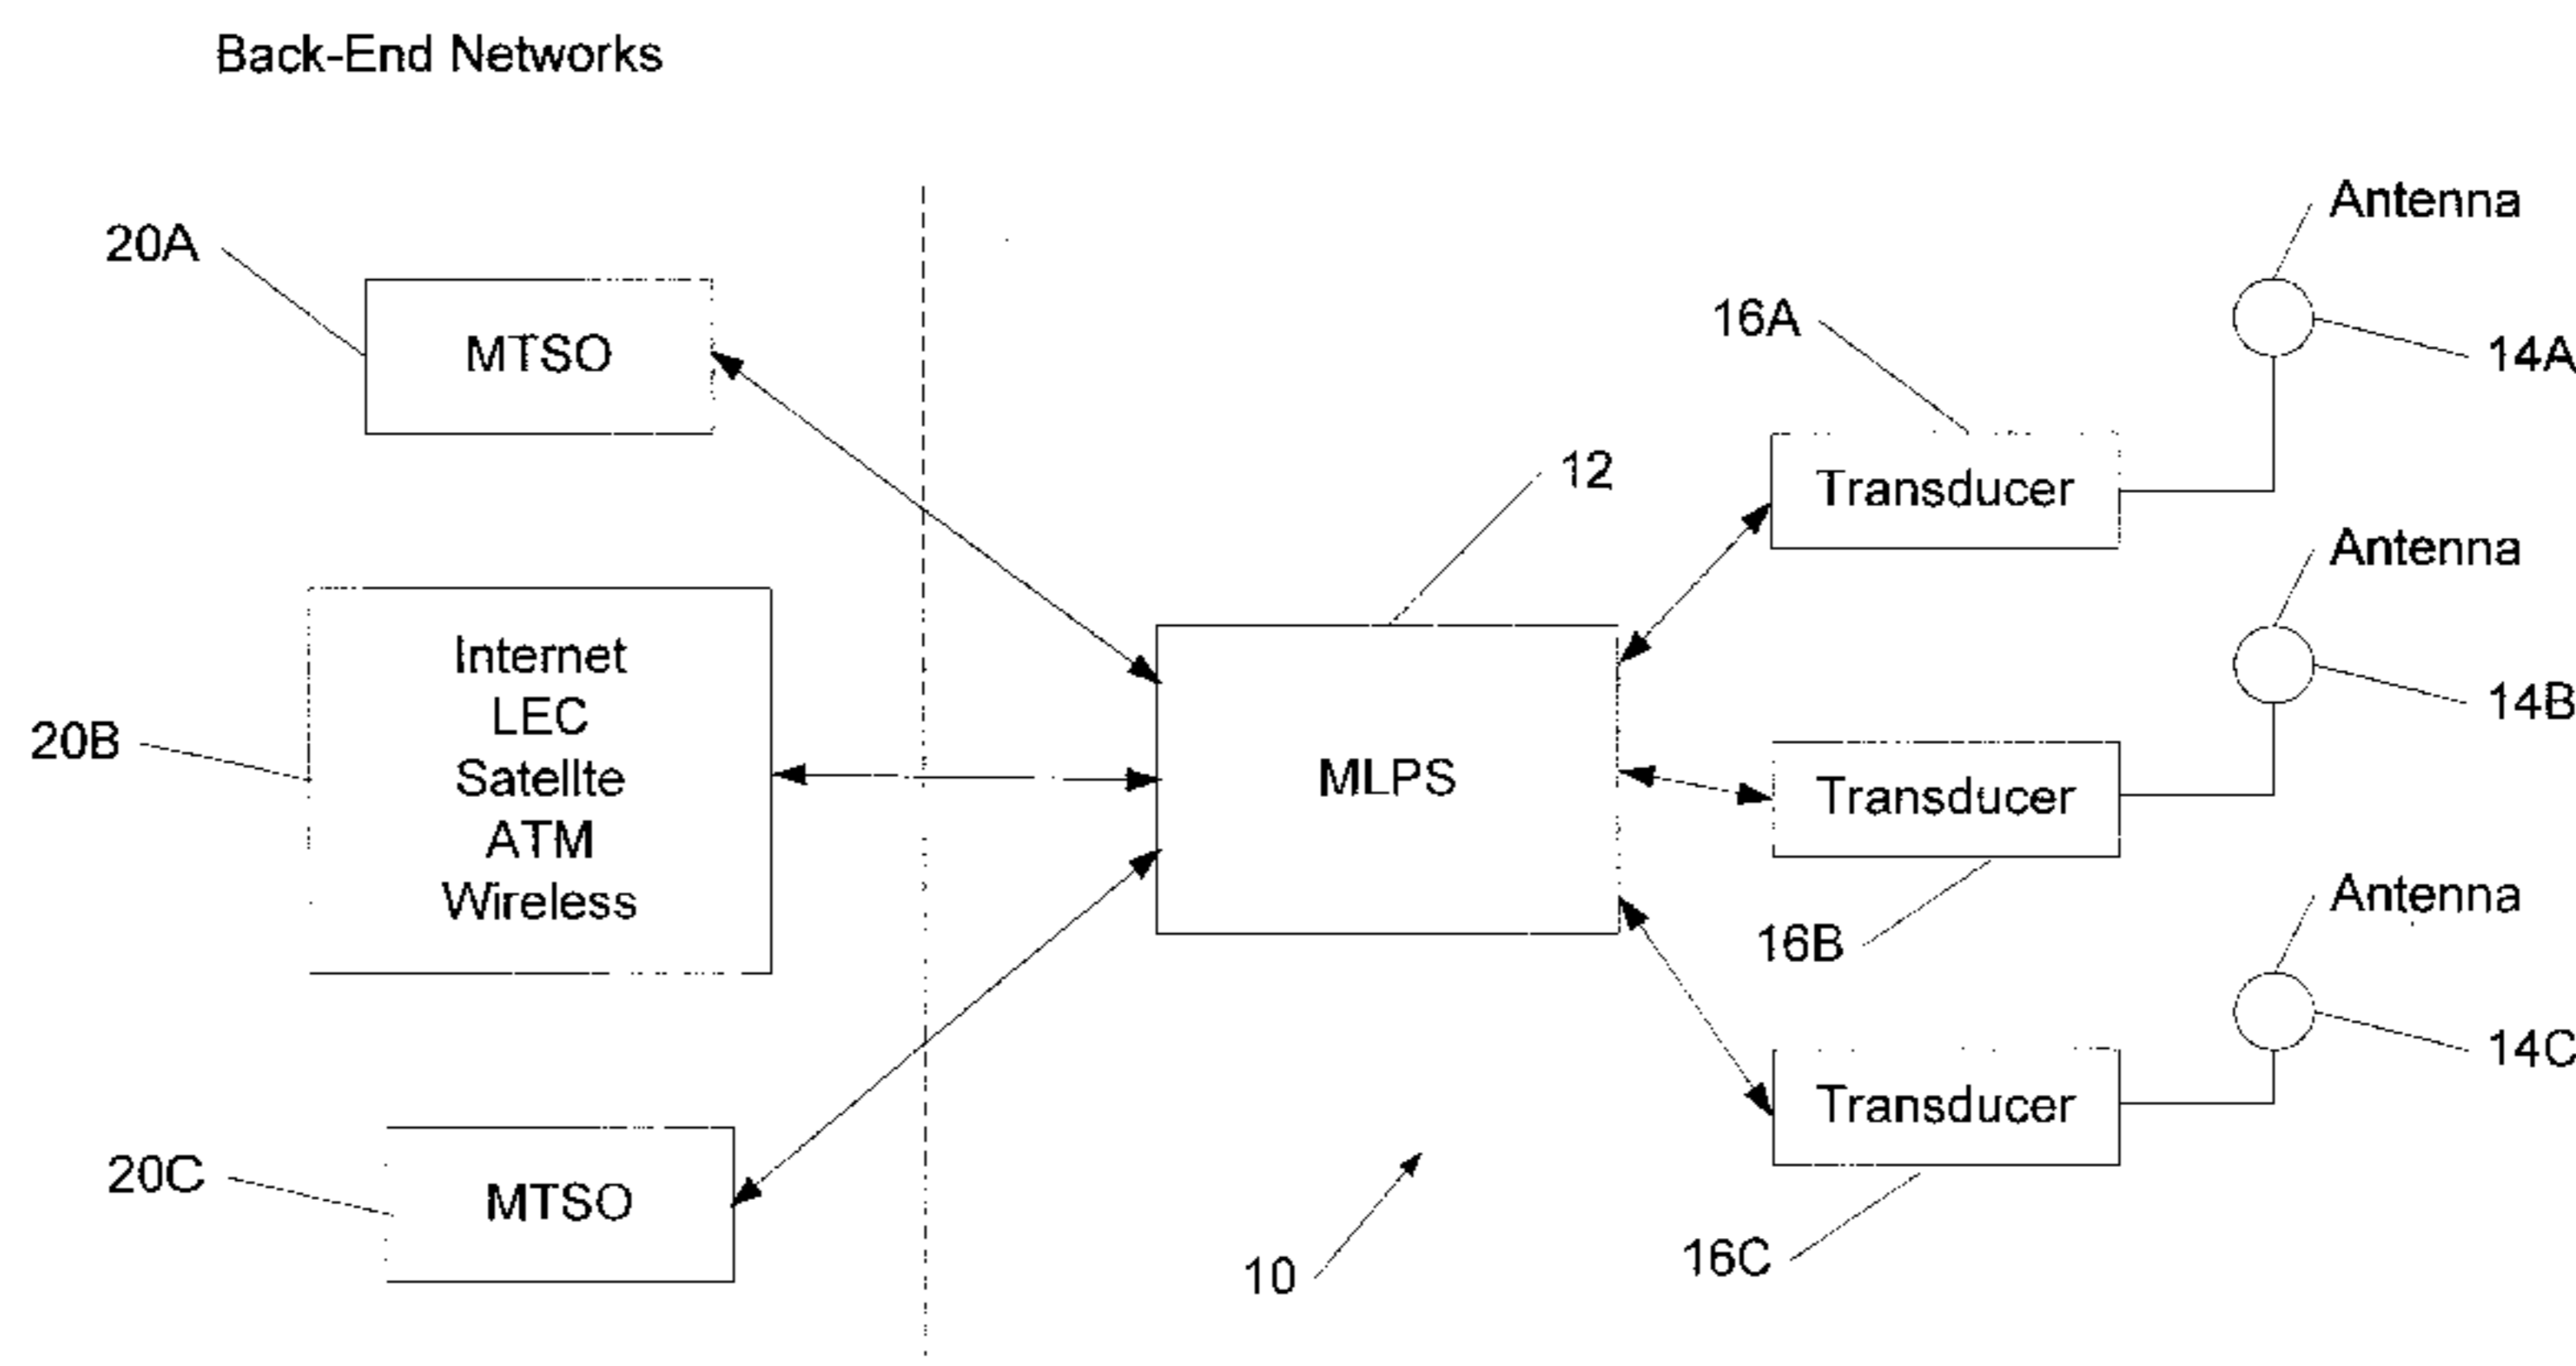 Back-End Networks
Antenna
20A
16A
MTSO
14A
12
Transducer
Antenna
Internet
LEC
Satellte
ATM
Wireless
20B
MLPS
14B
Transducer
16B
Antenna
14C
Transducer
20C
MTSO
10
16C